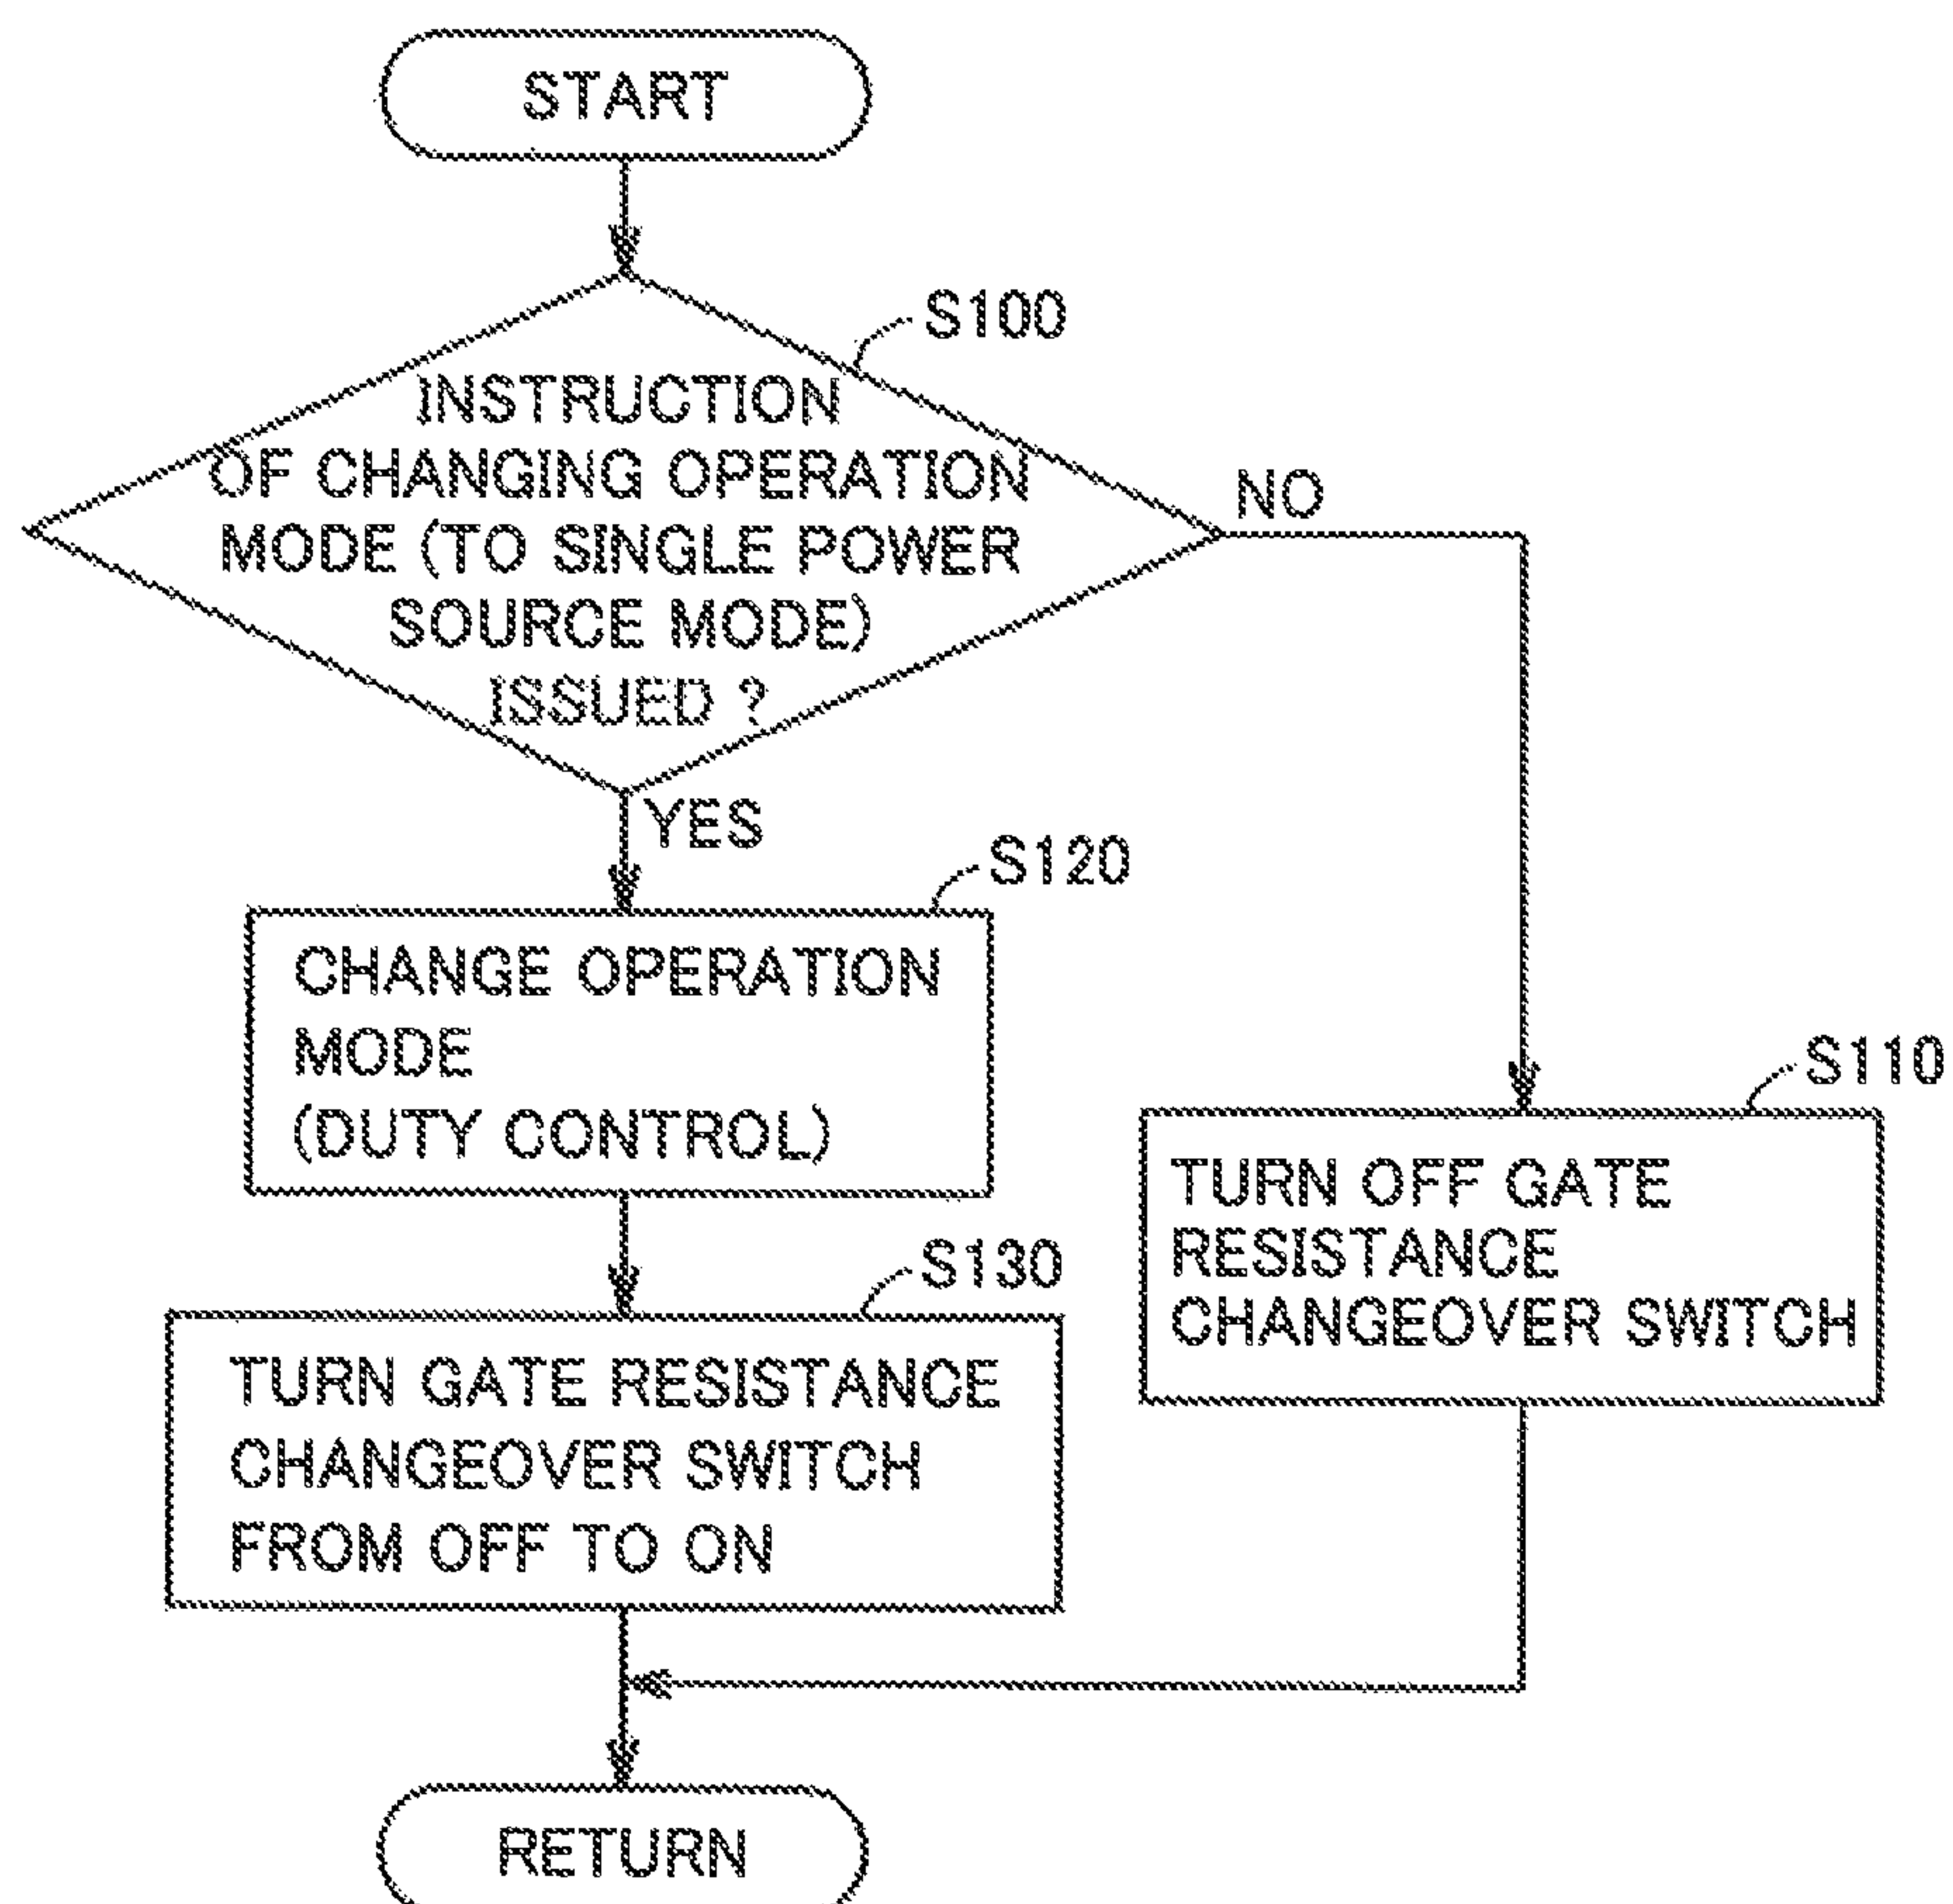 START
S100
INSTRUCTION
OF CHANGING OPERATION
MODE (TO SINGLE POWER
SOURCE MODE)
ISSUED ?
NO
YES
S120
CHANGE OPERATION
MODE
(DUTY CONTROL)
S110
TURN OFF GATE
RESISTANCE
CHANGEOVER SWITCH
S130
TURN GATE RESISTANCE
CHANGEOVER SWITCH
FROM OFF TO ON
RETURN